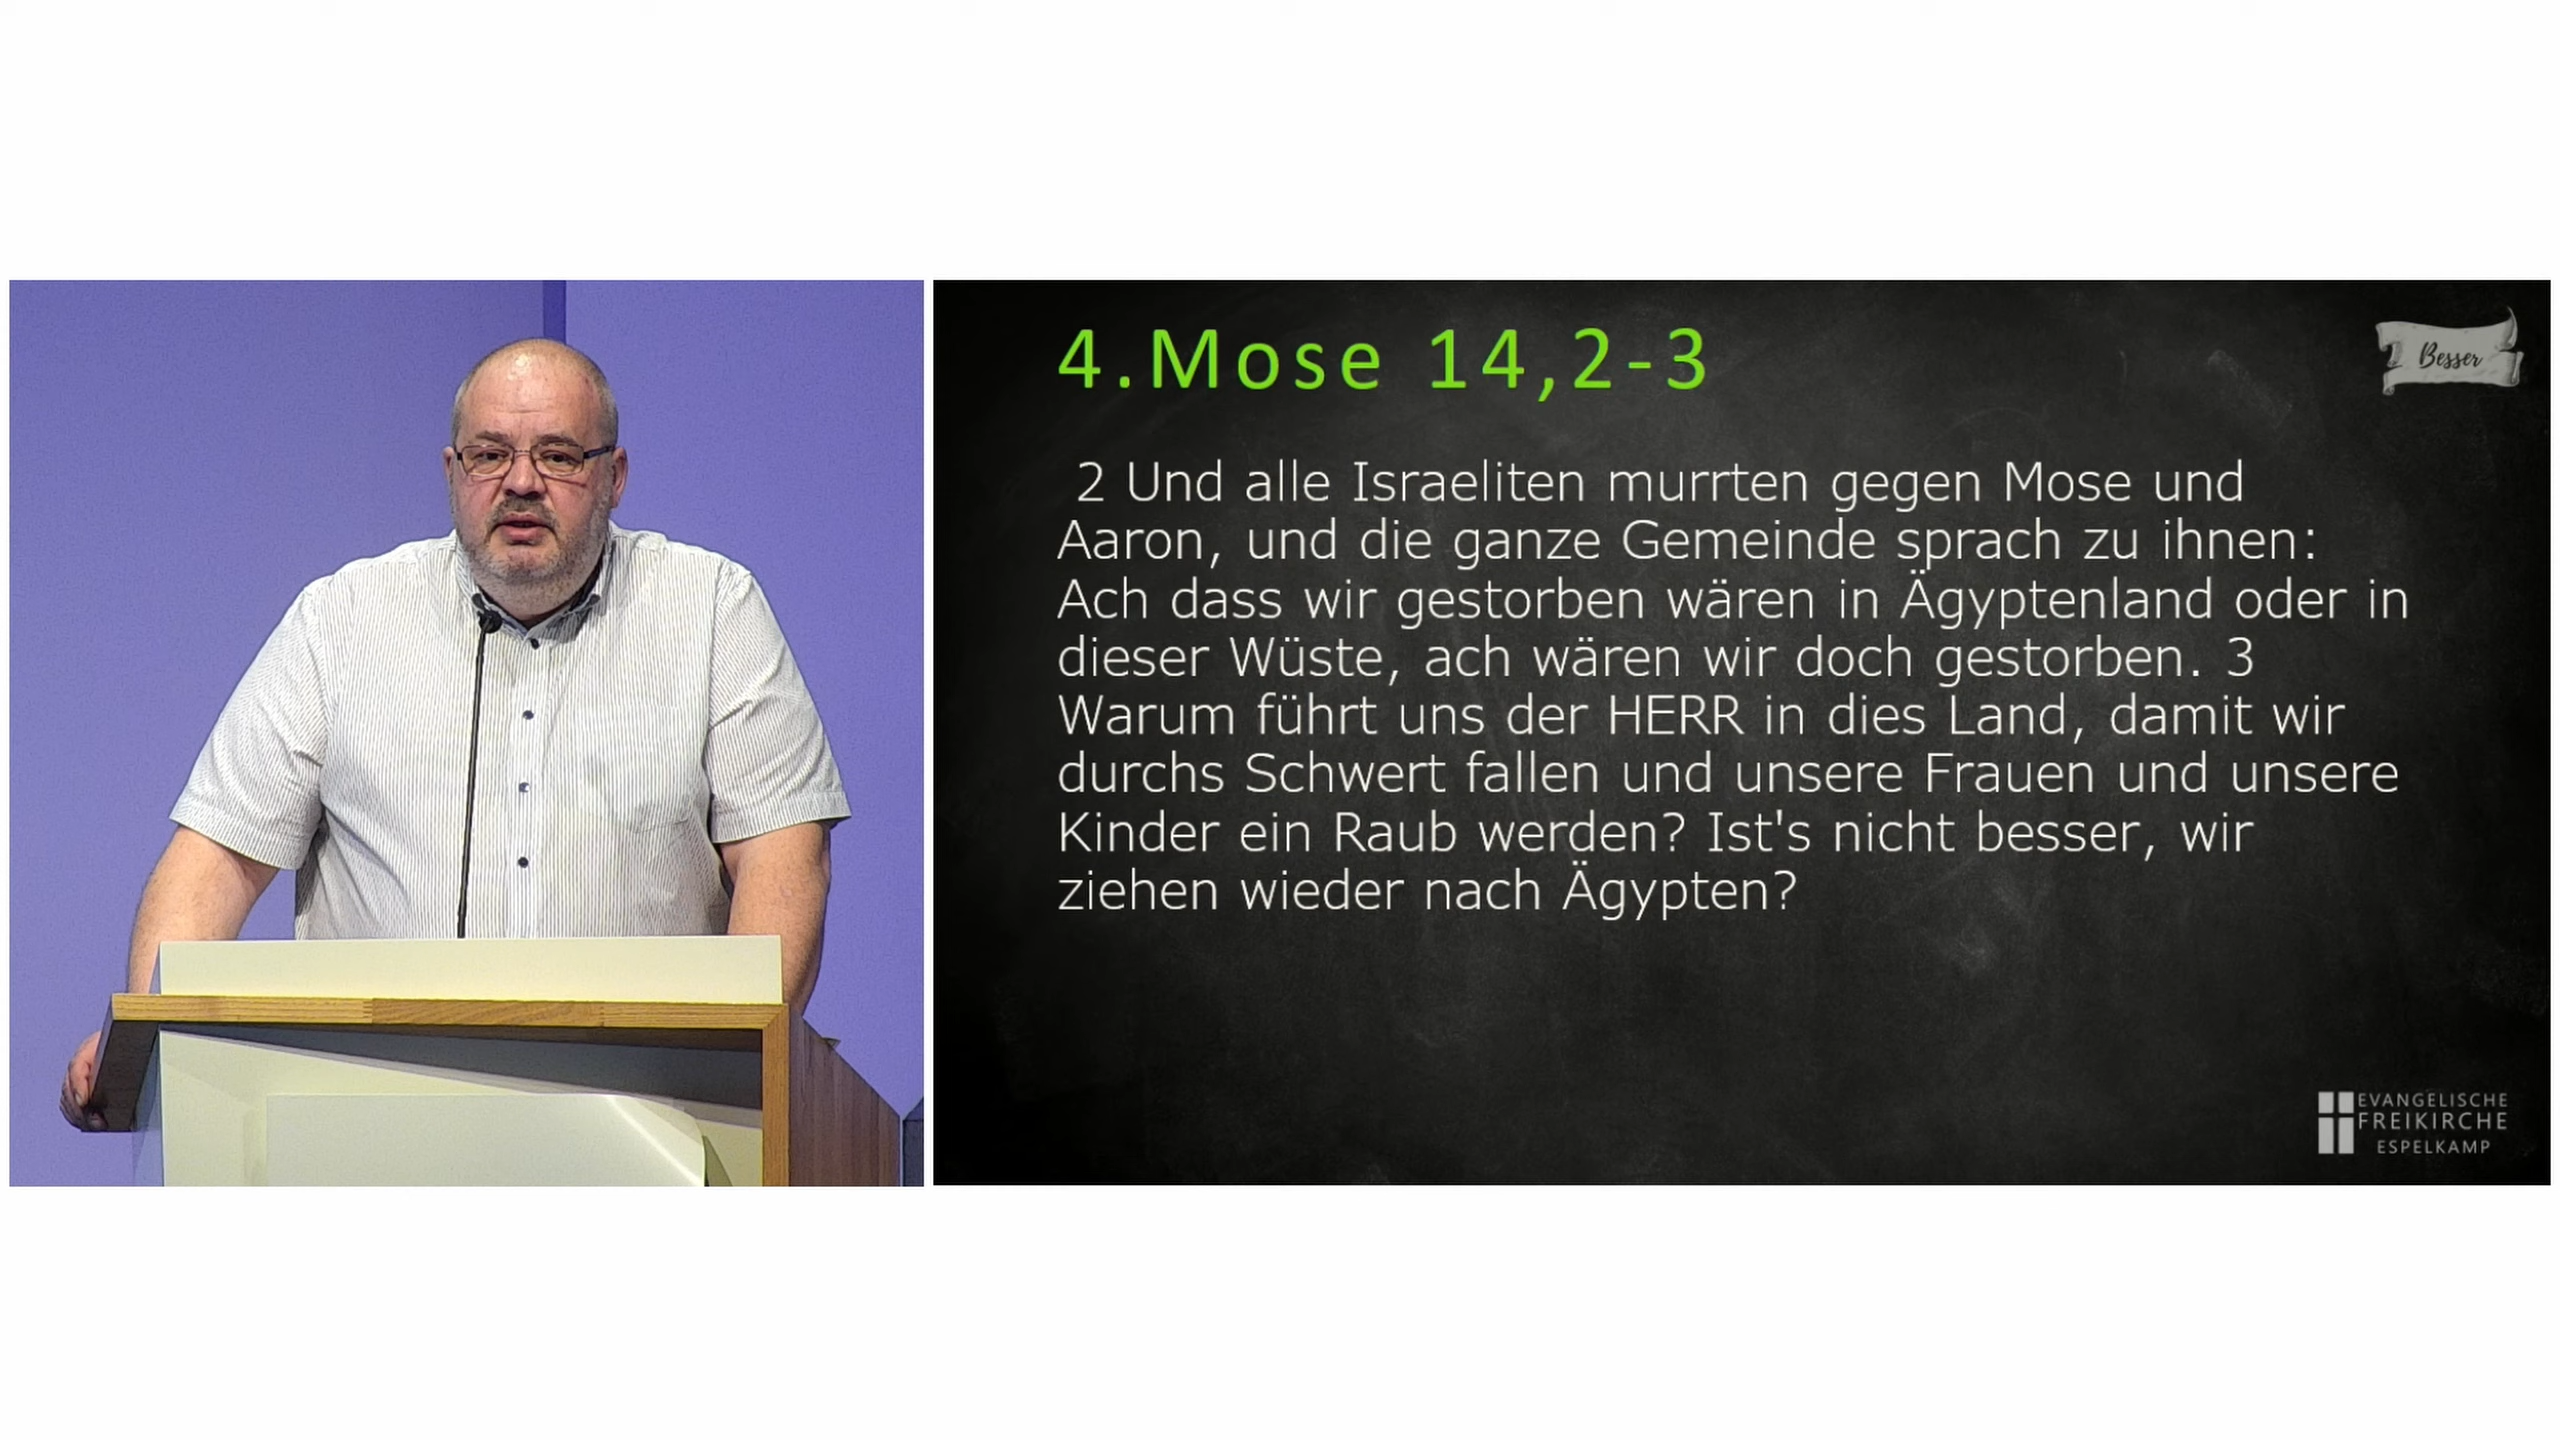 4.Mose 14,2-3
Besser
2 Und alle Israeliten murrten gegen Mose und
Aaron, und die ganze Gemeinde sprach zu ihnen:
Ach dass wir gestorben wären in Ägyptenland oder in
dieser Wüste, ach wären wir doch gestorben. 3
Warum führt uns der HERR in dies Land, damit wir
durchs Schwert fallen und unsere Frauen und unsere
Kinder ein Raub werden? Ist's nicht besser, wir
ziehen wieder nach Ägypten?
EVANGELISCHE
FREIKIRCHE
ESPELKAMP